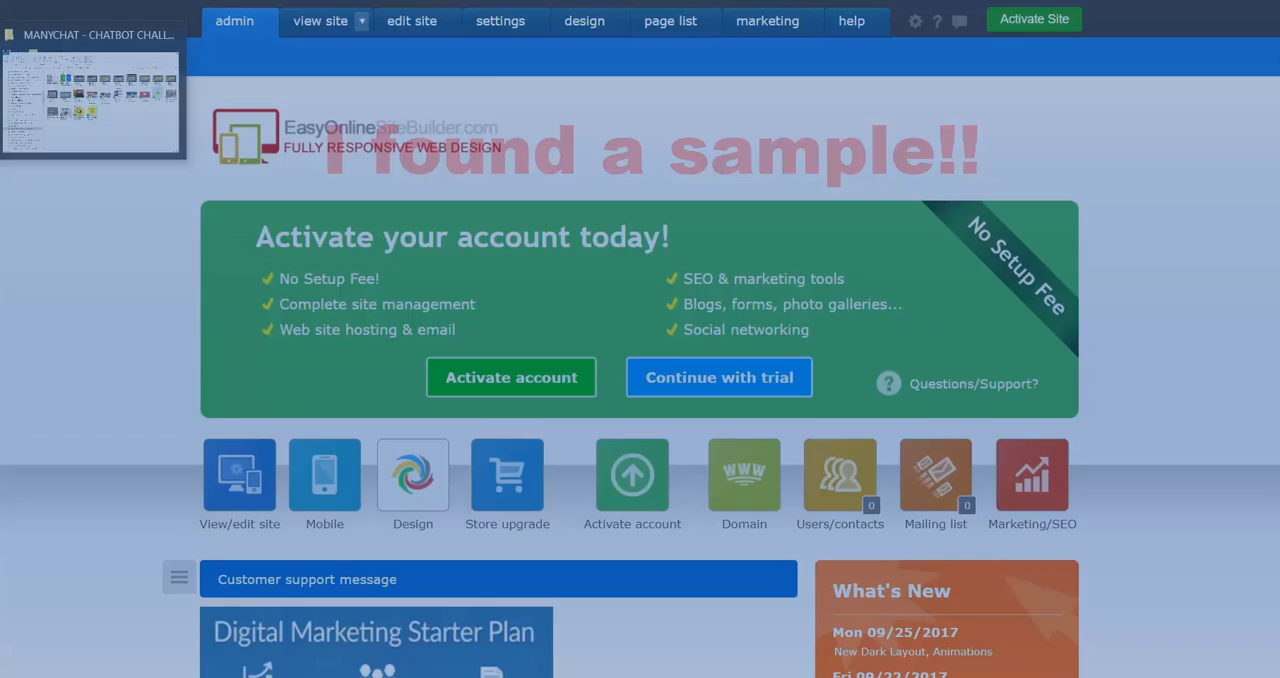 admin
view site
edit site
settings
design
page list
marketing
help
?
Activate Site
MANYCHAT - CHATBOT CHALL...
EasyOnlineSiteBuilder.com
FULLY RESPONSIVE WEB DESIGN
I found a sample!!
Activate your account today!
No Setup Fee
No Setup Fee!
SEO & marketing tools
Complete site management
Blogs, forms, photo galleries...
Web site hosting & email
Social networking
Activate account
Continue with trial
? Questions/Support?
WWW
0
0
View/edit site
Mobile
Design
Store upgrade
Activate account
Domain
Users/contacts
Mailing list
Marketing/SEO
Customer support message
What's New
Digital Marketing Starter Plan
Mon 09/25/2017
New Dark Layout, Animations
Fri 09/22/2017